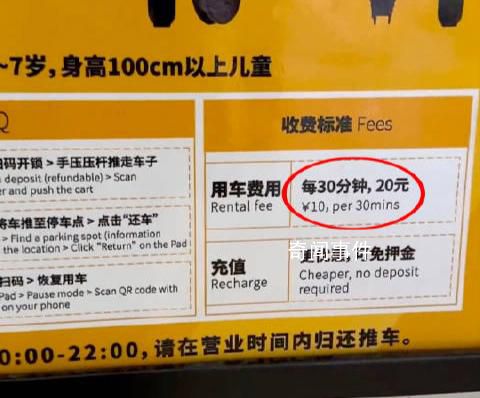 ~7岁，身高100cm以上儿童
Q
收费标准 Fees
扫码开锁 > 手压压杆推走车子
deposit (refundable) > Scan
er and push the cart
用车费用
Rental fee
每30分钟, 20元
¥10, per 30mins
将车推至停车点 > 点击“还车”
> Find a parking spot (information
the location > Click "Return" on the Pad
扫码 > 恢复用车
Pad > Pause mode > Scan QR code with
on your phone
充值
Recharge
奇闻事件
免押金
Cheaper, no deposit
required
0:00-22:00, 请在营业时间内归还推车。